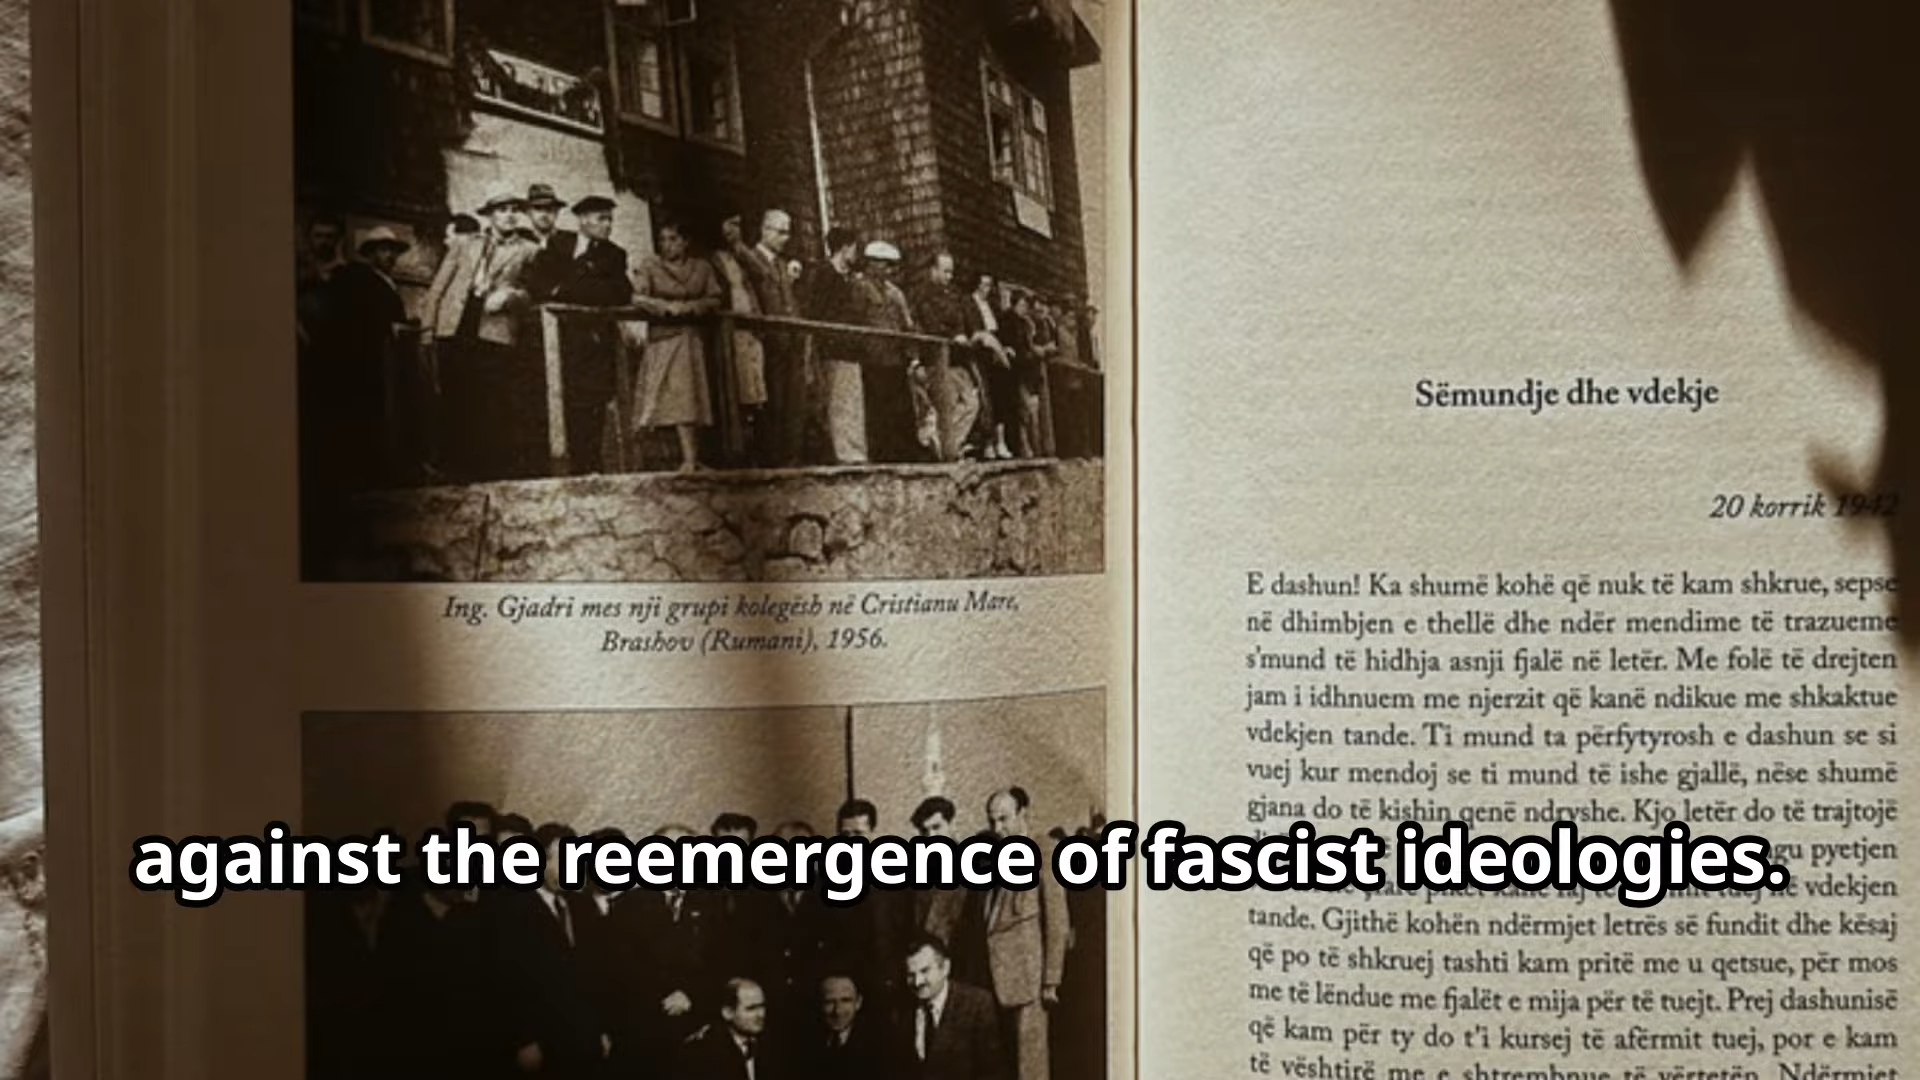 Ing. Gjadri mes nji grupi kolegësh në Cristianu Mare,
Brashov (Rumani), 1956.
Sëmundje dhe vdekje
20 korrik 1942
E dashun! Ka shumë kohë që nuk të kam shkrue, sepse
në dhimbjen e thellë dhe ndër mendime të trazueme
s'mund të hidhja asnji fjalë në letër. Me folë të drejten
jam i idhnuem me njerzit që kanë ndikue me shkaktue
vdekjen tande. Ti mund ta përfytyrosh e dashun se si
vuej kur mendoj se ti mund të ishe gjallë, nëse shumë
gjana do të kishin qenë ndryshe. Kjo letër do të trajtojë
pyetjen
vdekjen
tande. Gjithë kohën ndërmjet letrës së fundit dhe kësaj
që po të shkruej tashti kam pritë me u qetsue, për mos
me të lëndue me fjalët e mija për të tuejt. Prej dashunisë
që kam për ty do t'i kursej të afërmit tuej, por e kam
të vështirë me e shtrembnue të vërtetën. Ndërmjet
against the reemergence of fascist ideologies.